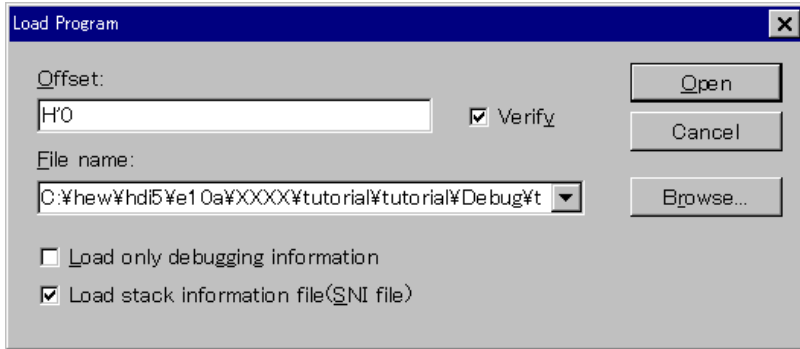 Load Program
Offset:
H'0
Verify
Open
Cancel
File name:
C:¥hew¥hdi5¥e10a¥XXXX¥tutorial¥tutorial¥Debug¥t
Browse...
Load only debugging information
Load stack information file(SNI file)